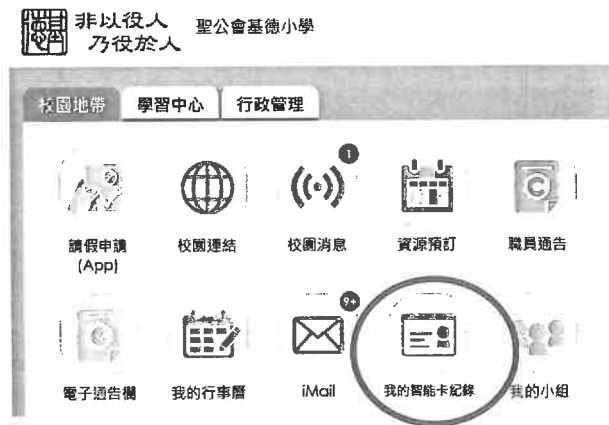 非以役人
乃役於人
聖公會基德小學
校園地帶
學習中心
行政管理
1
請假申請
(App)
校園連結
校園消息
資源預訂
職員通告
9+
電子通告欄
我的行事曆
iMail
我的智能卡紀錄
我的小組